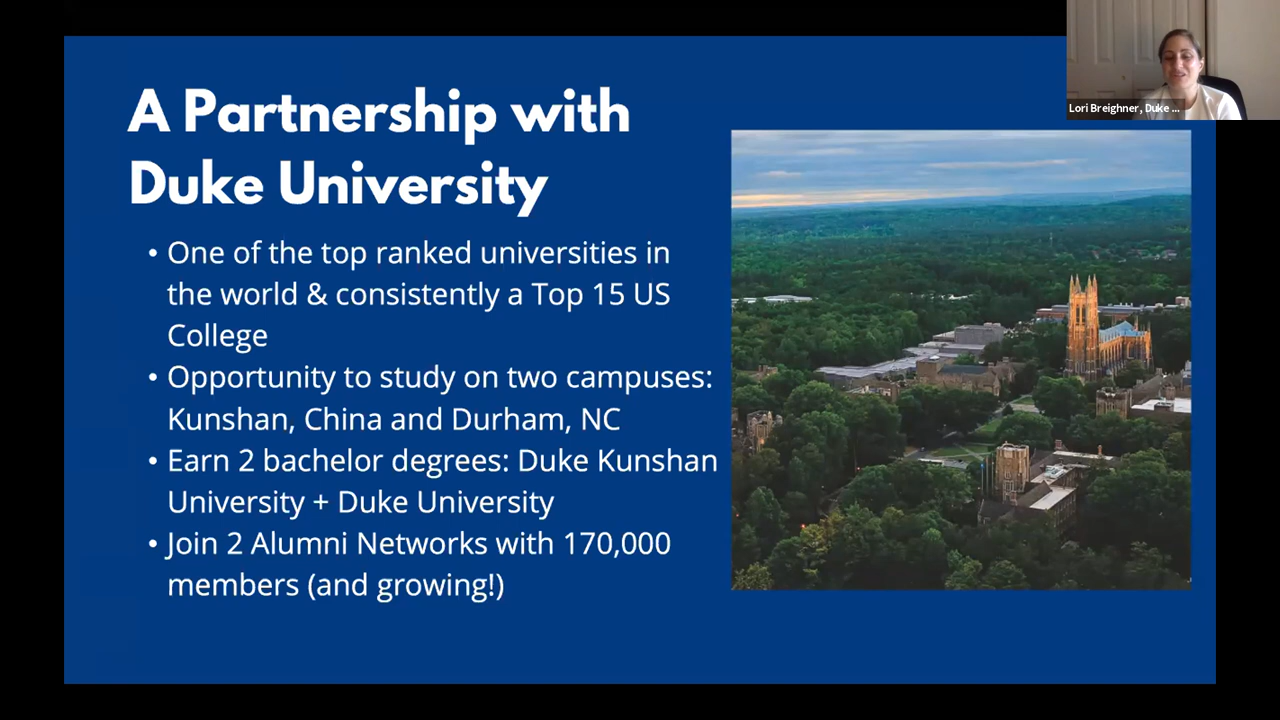 A Partnership with
Duke University
• One of the top ranked universities in
the world & consistently a Top 15 US
College
• Opportunity to study on two campuses:
Kunshan, China and Durham, NC
• Earn 2 bachelor degrees: Duke Kunshan
University + Duke University
• Join 2 Alumni Networks with 170,000
members (and growing!)
Lori Breighner, Duke ...